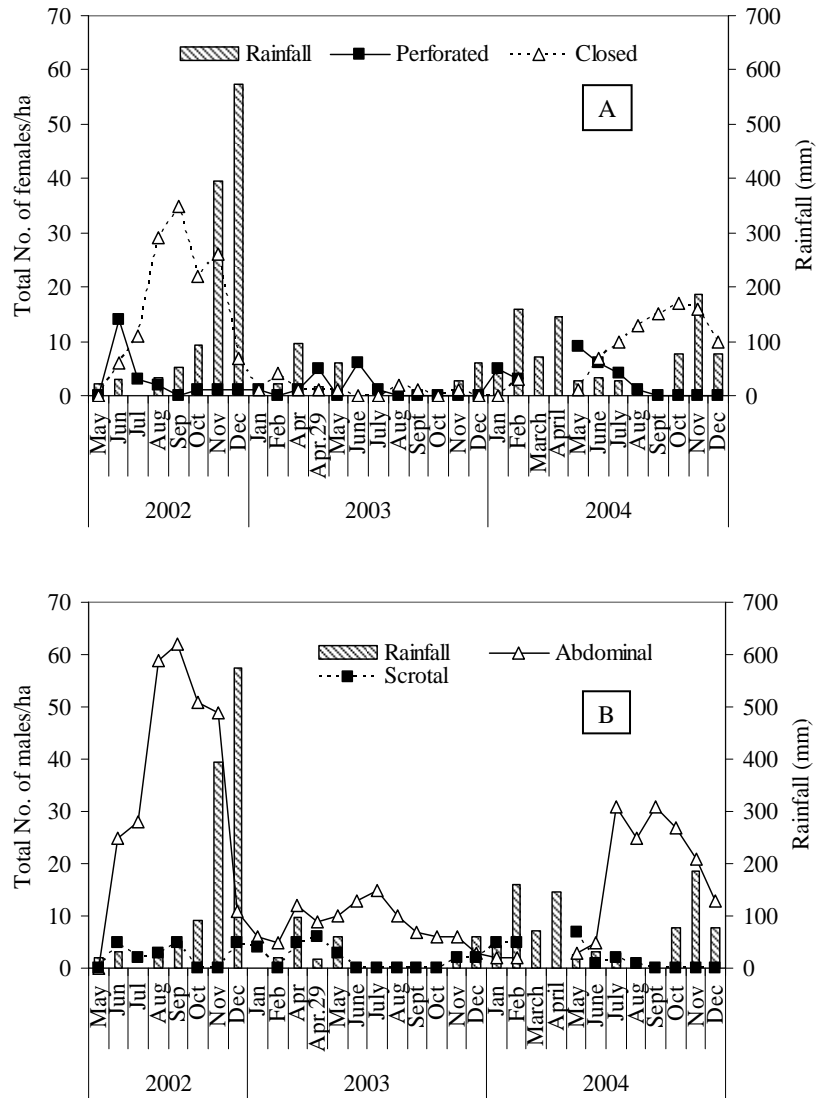 70 700
Rainfall Perforated Closed
60 600
A
50 500
40 400
30 300
20 200
10 100
0 0
Total No. of females/ha
Rainfall (mm)
May Jun Jul Aug Sep Oct Nov Dec Jan Feb Apr Apr.29 May June July Aug Sept Oct Nov Dec Jan Feb March April May June July Aug Sept Oct Nov Dec
2002 2003 2004
70 700
Rainfall Abdominal
Scrotal
60 600
B
50 500
40 400
30 300
20 200
10 100
0 0
Total No. of males/ha
Rainfall (mm)
May Jun Jul Aug Sep Oct Nov Dec Jan Feb Apr Apr.29 May June July Aug Sept Oct Nov Dec Jan Feb March April May June July Aug Sept Oct Nov Dec
2002 2003 2004